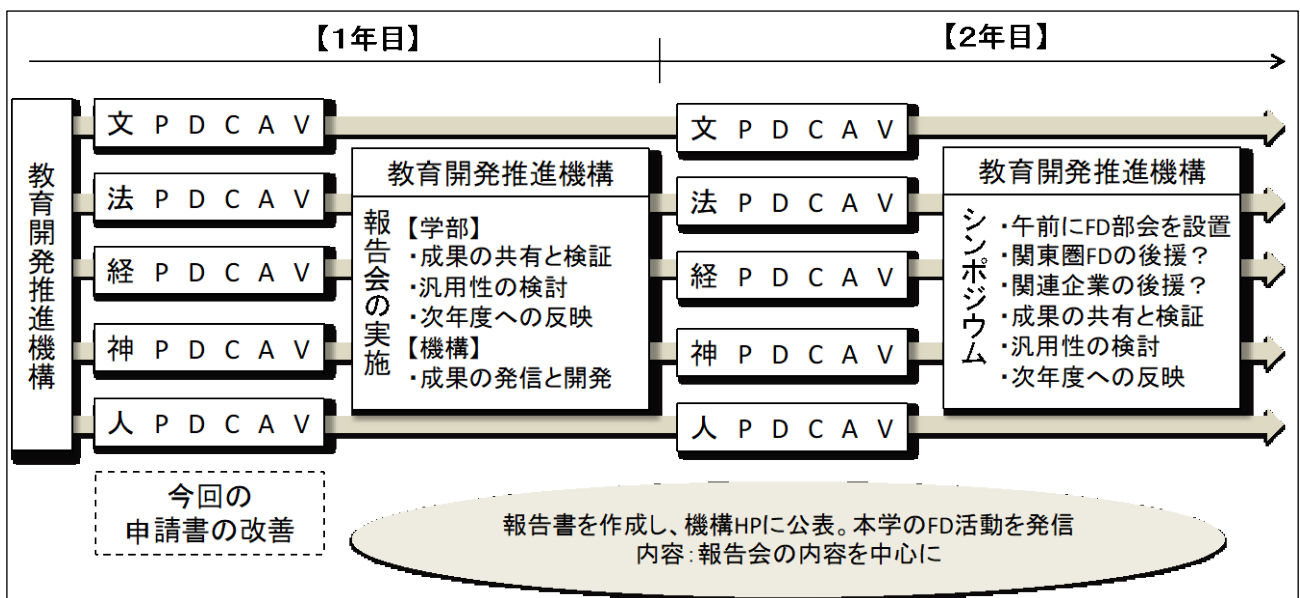 【1年目】
【2年目】
教育開発推進機構
文 P D C A V
法 P D C A V
経 P D C A V
神 P D C A V
人 P D C A V
今回の
申請書の改善
教育開発推進機構
報告会の実施
【学部】
・成果の共有と検証
・汎用性の検討
・次年度への反映
【機構】
・成果の発信と開発
文 P D C A V
法 P D C A V
経 P D C A V
神 P D C A V
人 P D C A V
教育開発推進機構
シンポジウム
・午前にFD部会を設置
・関東圏FDの後援?
・関連企業の後援?
・成果の共有と検証
・汎用性の検討
・次年度への反映
報告書を作成し、機構HPに公表。本学のFD活動を発信
内容:報告会の内容を中心に